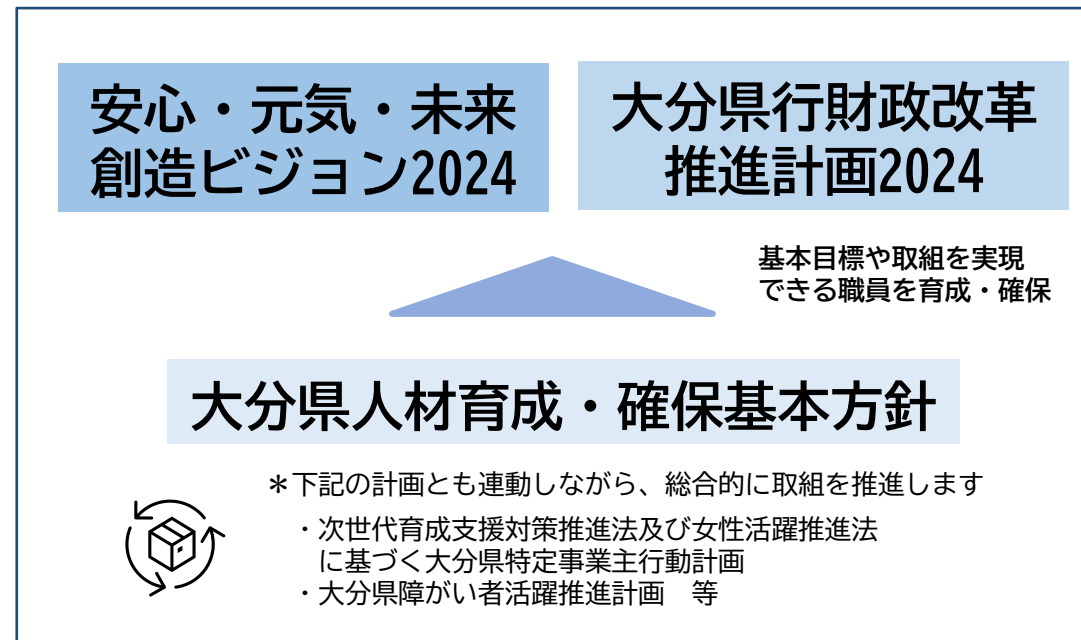 安心・元気・未来
創造ビジョン2024
大分県行財政改革
推進計画2024
基本目標や取組を実現
できる職員を育成・確保
大分県人材育成・確保基本方針
＊下記の計画とも連動しながら、総合的に取組を推進します
・次世代育成支援対策推進法及び女性活躍推進法
に基づく大分県特定事業主行動計画
・大分県障がい者活躍推進計画　等